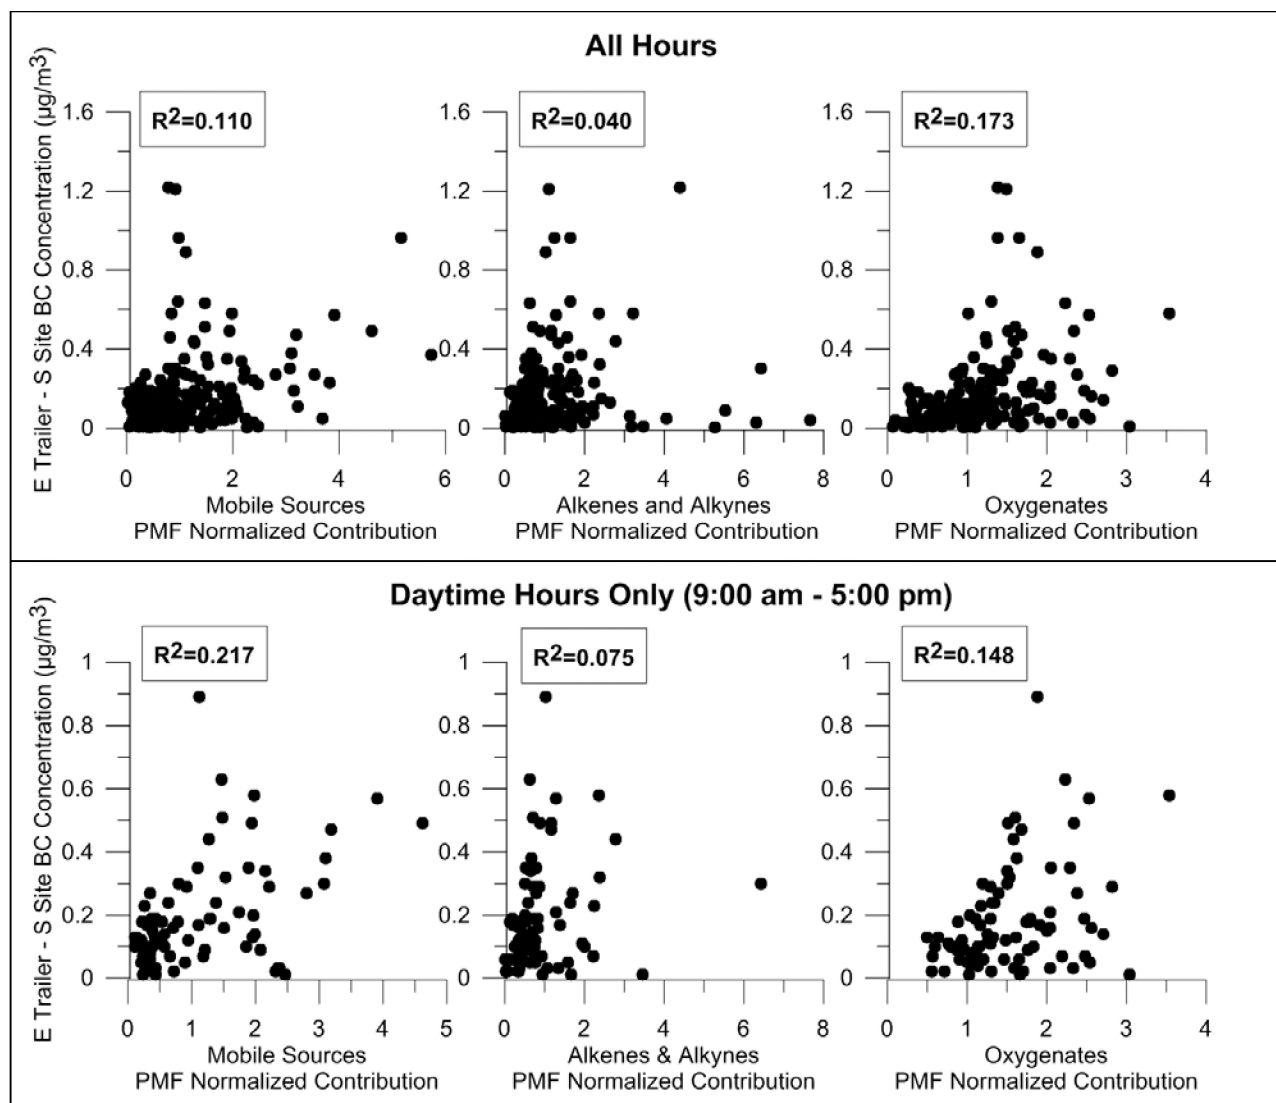 All Hours
E Trailer - S Site BC Concentration (µg/m3)
R2=0.110
1.6
1.2
0.8
0.4
0
0 2 4 6
Mobile Sources
PMF Normalized Contribution
R2=0.040
1.6
1.2
0.8
0.4
0
0 2 4 6 8
Alkenes and Alkynes
PMF Normalized Contribution
R2=0.173
1.6
1.2
0.8
0.4
0
0 1 2 3 4
Oxygenates
PMF Normalized Contribution
Daytime Hours Only (9:00 am - 5:00 pm)
E Trailer - S Site BC Concentration (µg/m3)
R2=0.217
1
0.8
0.6
0.4
0.2
0
0 1 2 3 4 5
Mobile Sources
PMF Normalized Contribution
R2=0.075
1
0.8
0.6
0.4
0.2
0
0 2 4 6 8
Alkenes & Alkynes
PMF Normalized Contribution
R2=0.148
1
0.8
0.6
0.4
0.2
0
0 1 2 3 4
Oxygenates
PMF Normalized Contribution